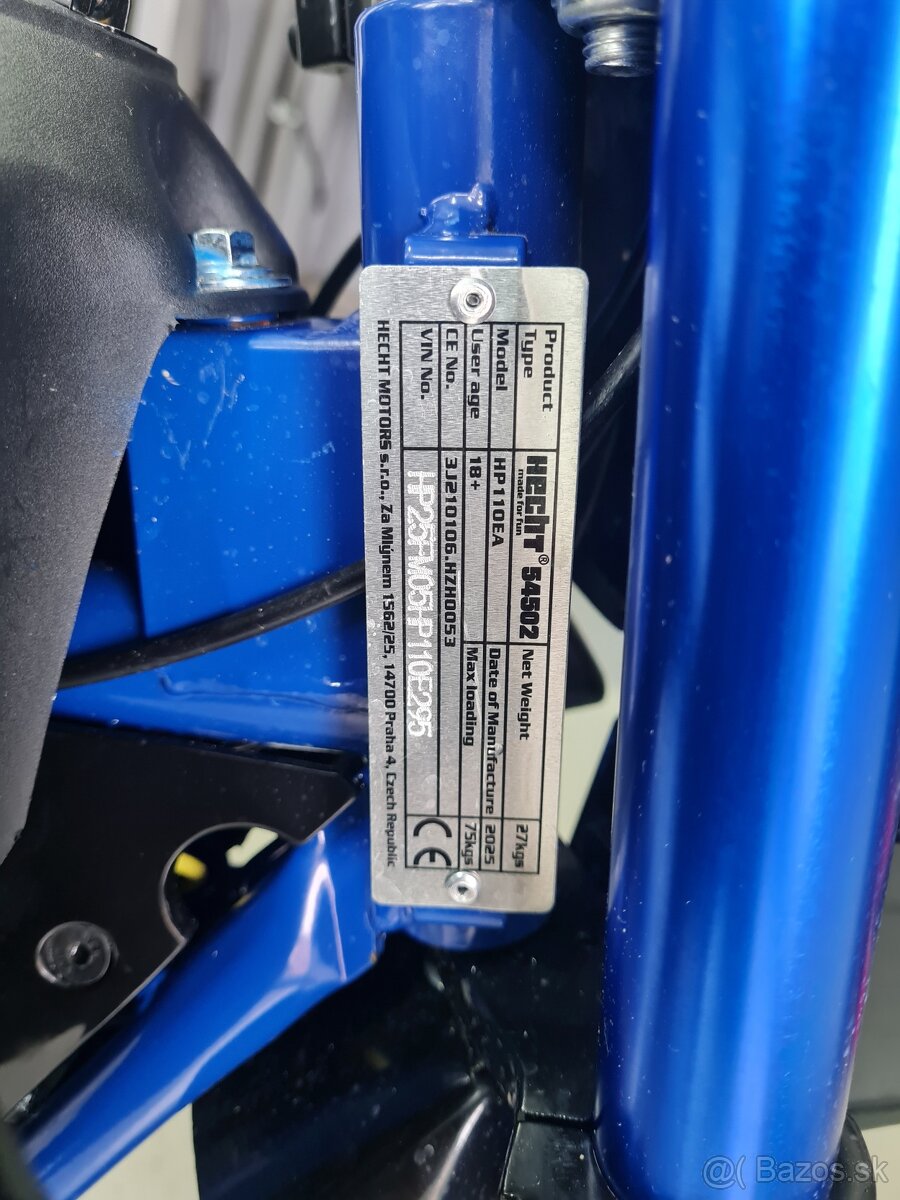 Product Type HECHT® 54502 Net Weight 27kgs
made for fun
Model HP110EA Date of Manufacture 2025
User age 18+ Max loading 75kgs
CE No. 3J210106.HZH0053
VIN No. HP25FM05HP110E295 CE
HECHT MOTORS s.r.o., Za Mlýnem 1562/25, 14700 Praha 4, Czech Republic
@( Bazos.sk